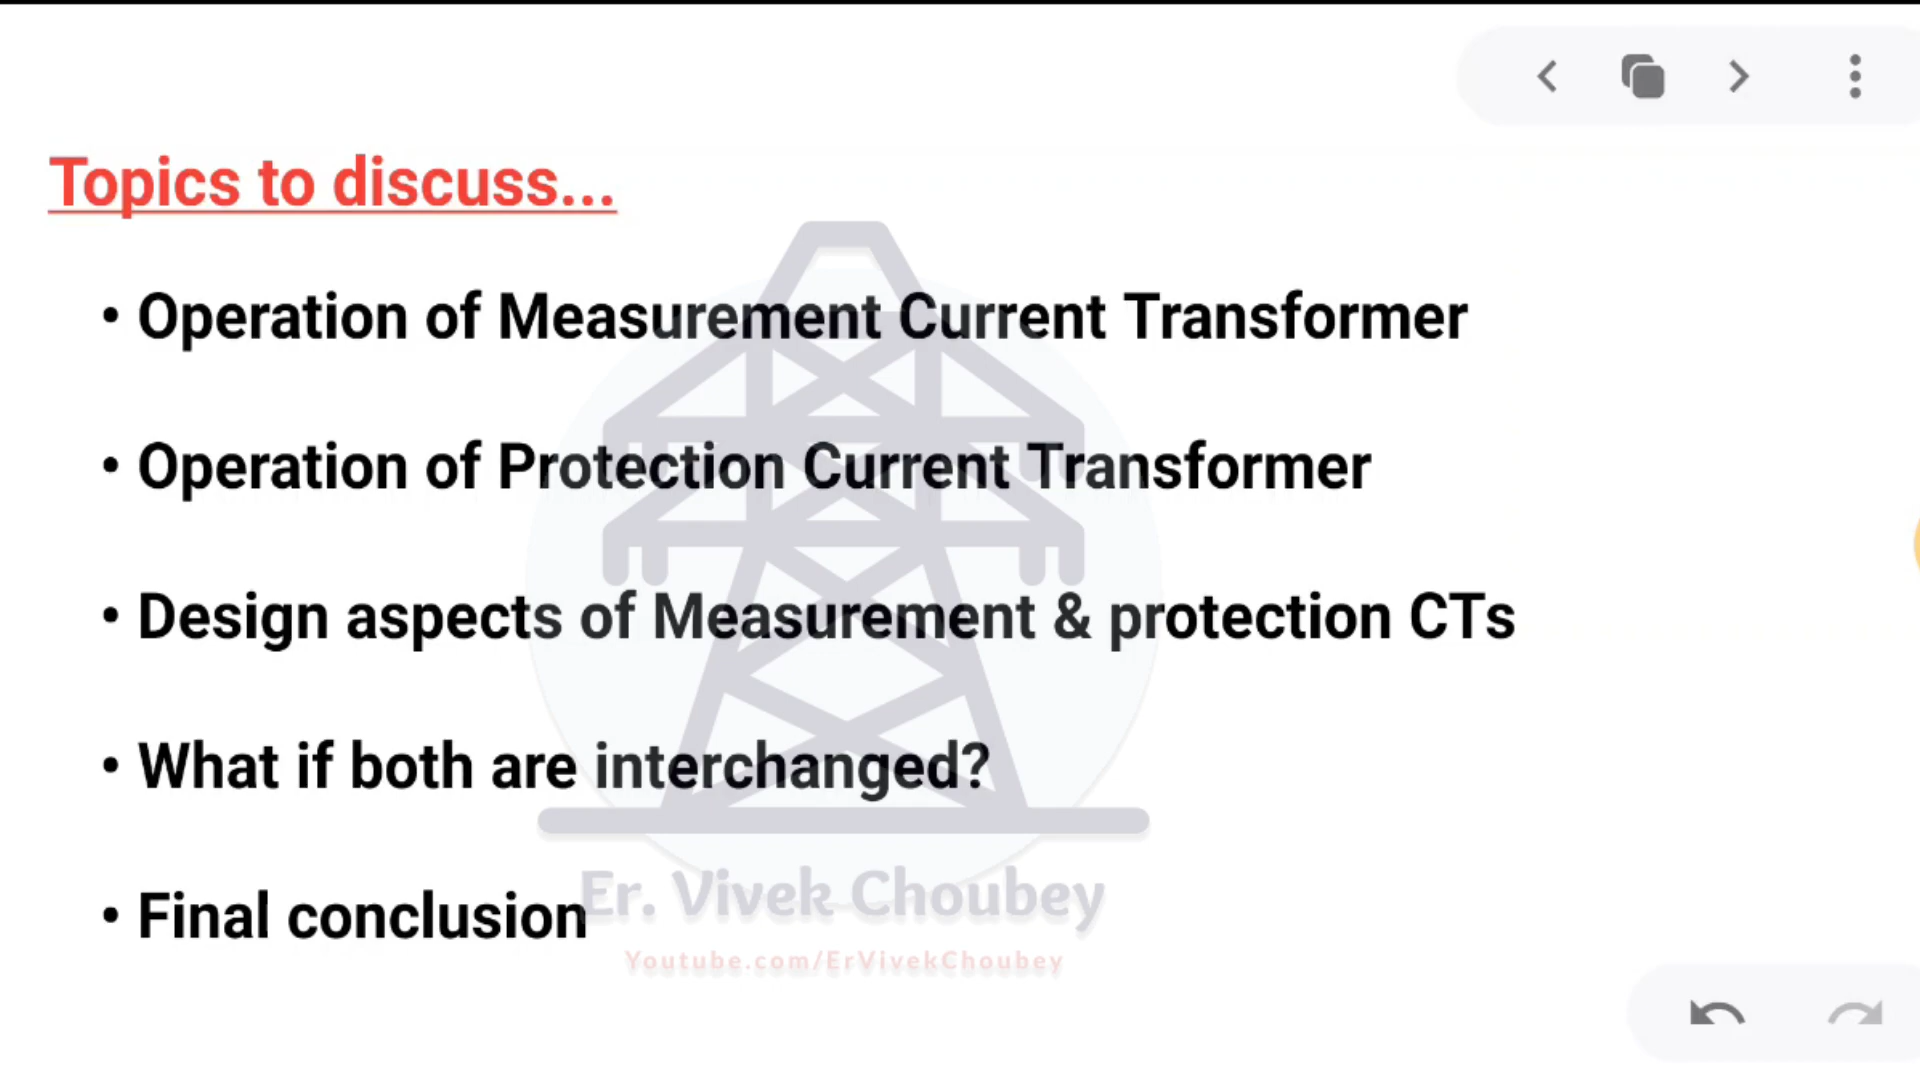 Topics to discuss...
• Operation of Measurement Current Transformer
• Operation of Protection Current Transformer
• Design aspects of Measurement & protection CTs
• What if both are interchanged?
• Final conclusion
Er. Vivek Choubey
Youtube.com/ErVivekChoubey